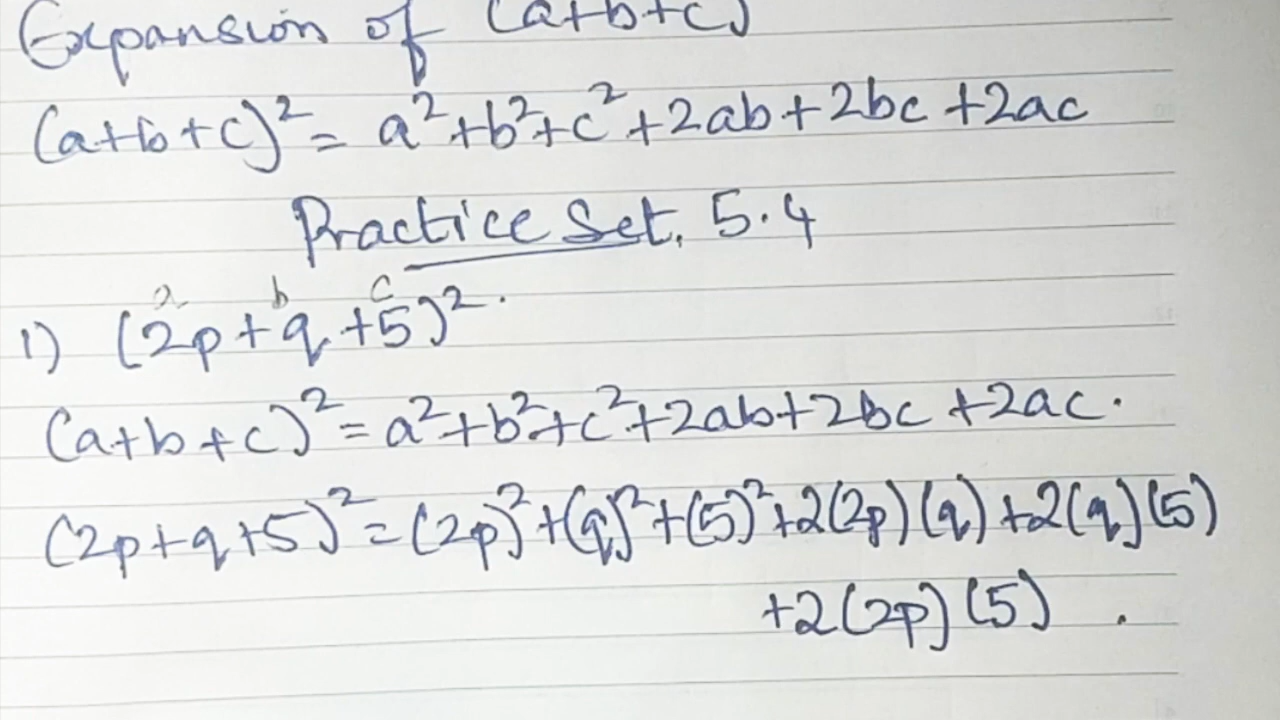 Expansion of (a+b+c)
(a+b+c)² = a²+b²+c²+2ab+2bc+2ac
Practice Set. 5.4
a b c
1) (2p+q+5)².
(a+b+c)² = a²+b²+c²+2ab+2bc+2ac.
(2p+q+5)² = (2p)²+(q)²+(5)²+2(2p)(q)+2(q)(5)
+2(2p)(5) .